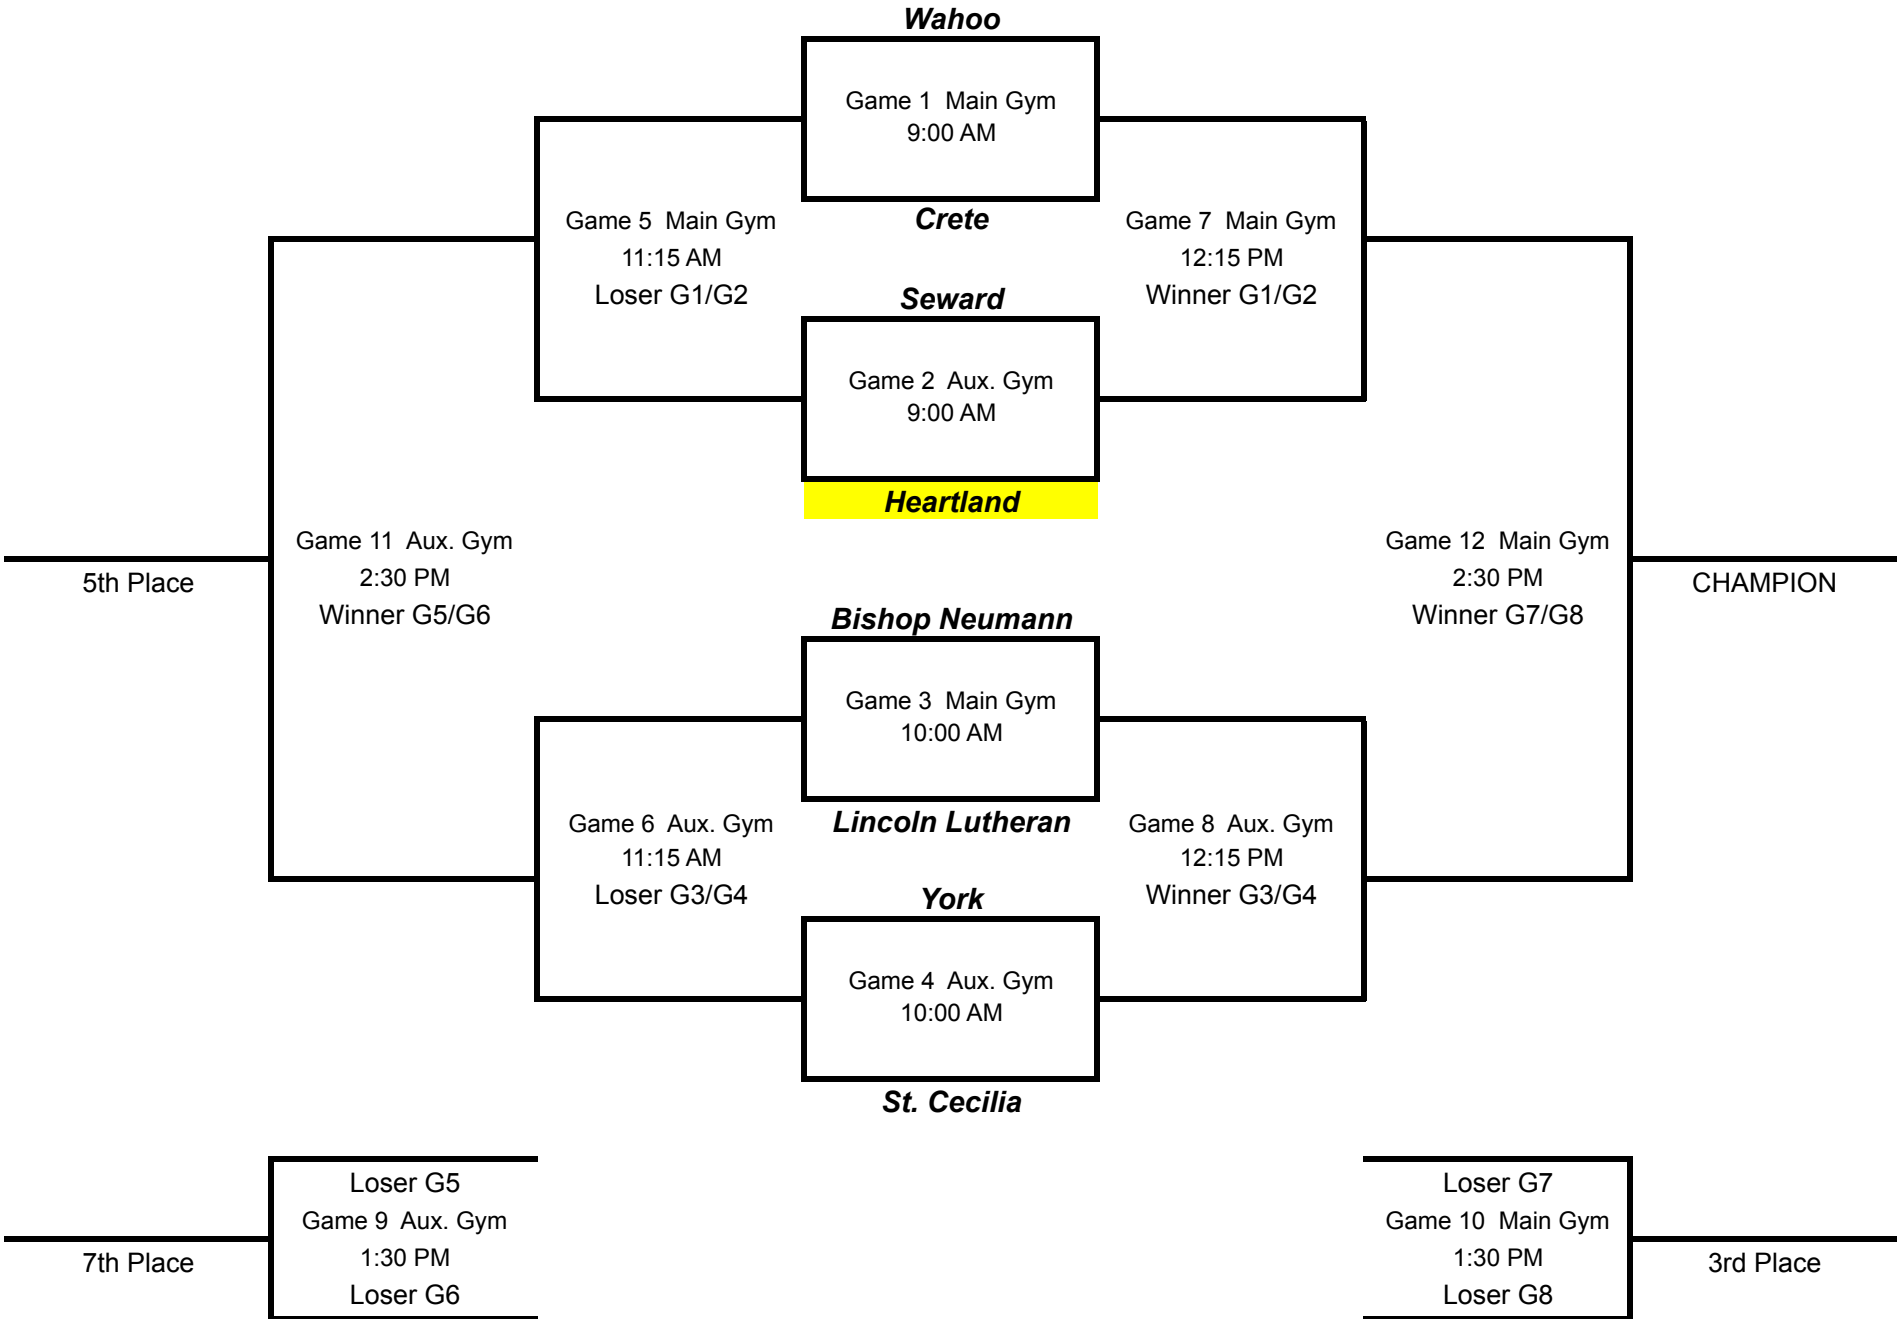 Wahoo
Game 1  Main Gym
9:00 AM
Crete
Game 5  Main Gym
11:15 AM
Loser G1/G2
Game 7  Main Gym
12:15 PM
Winner G1/G2
Seward
Game 2  Aux. Gym
9:00 AM
Heartland
Game 11  Aux. Gym
2:30 PM
Winner G5/G6
5th Place
Game 12  Main Gym
2:30 PM
Winner G7/G8
CHAMPION
Bishop Neumann
Game 3  Main Gym
10:00 AM
Lincoln Lutheran
Game 6  Aux. Gym
11:15 AM
Loser G3/G4
Game 8  Aux. Gym
12:15 PM
Winner G3/G4
York
Game 4  Aux. Gym
10:00 AM
St. Cecilia
Loser G5
Game 9  Aux. Gym
1:30 PM
Loser G6
7th Place
Loser G7
Game 10  Main Gym
1:30 PM
Loser G8
3rd Place